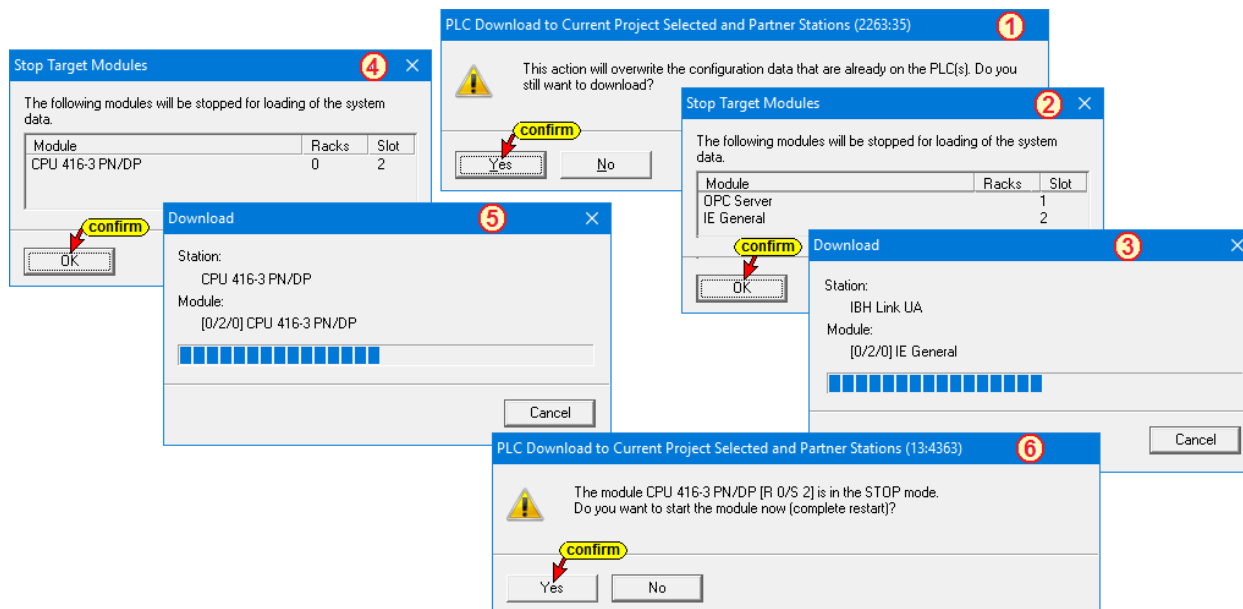 PLC Download to Current Project Selected and Partner Stations (2263:35)
1
This action will overwrite the configuration data that are already on the PLC(s). Do you
still want to download?
confirm
Yes
No
Stop Target Modules
2
The following modules will be stopped for loading of the system
data.
Module Racks Slot
OPC Server 1
IE General 2
confirm
OK
Download
3
Station:
IBH Link UA
Module:
[0/2/0] IE General
Cancel
Stop Target Modules
4
The following modules will be stopped for loading of the system
data.
Module Racks Slot
CPU 416-3 PN/DP 0 2
confirm
OK
Download
5
Station:
CPU 416-3 PN/DP
Module:
[0/2/0] CPU 416-3 PN/DP
Cancel
PLC Download to Current Project Selected and Partner Stations (13:4363)
6
The module CPU 416-3 PN/DP [R 0/S 2] is in the STOP mode.
Do you want to start the module now (complete restart)?
confirm
Yes
No